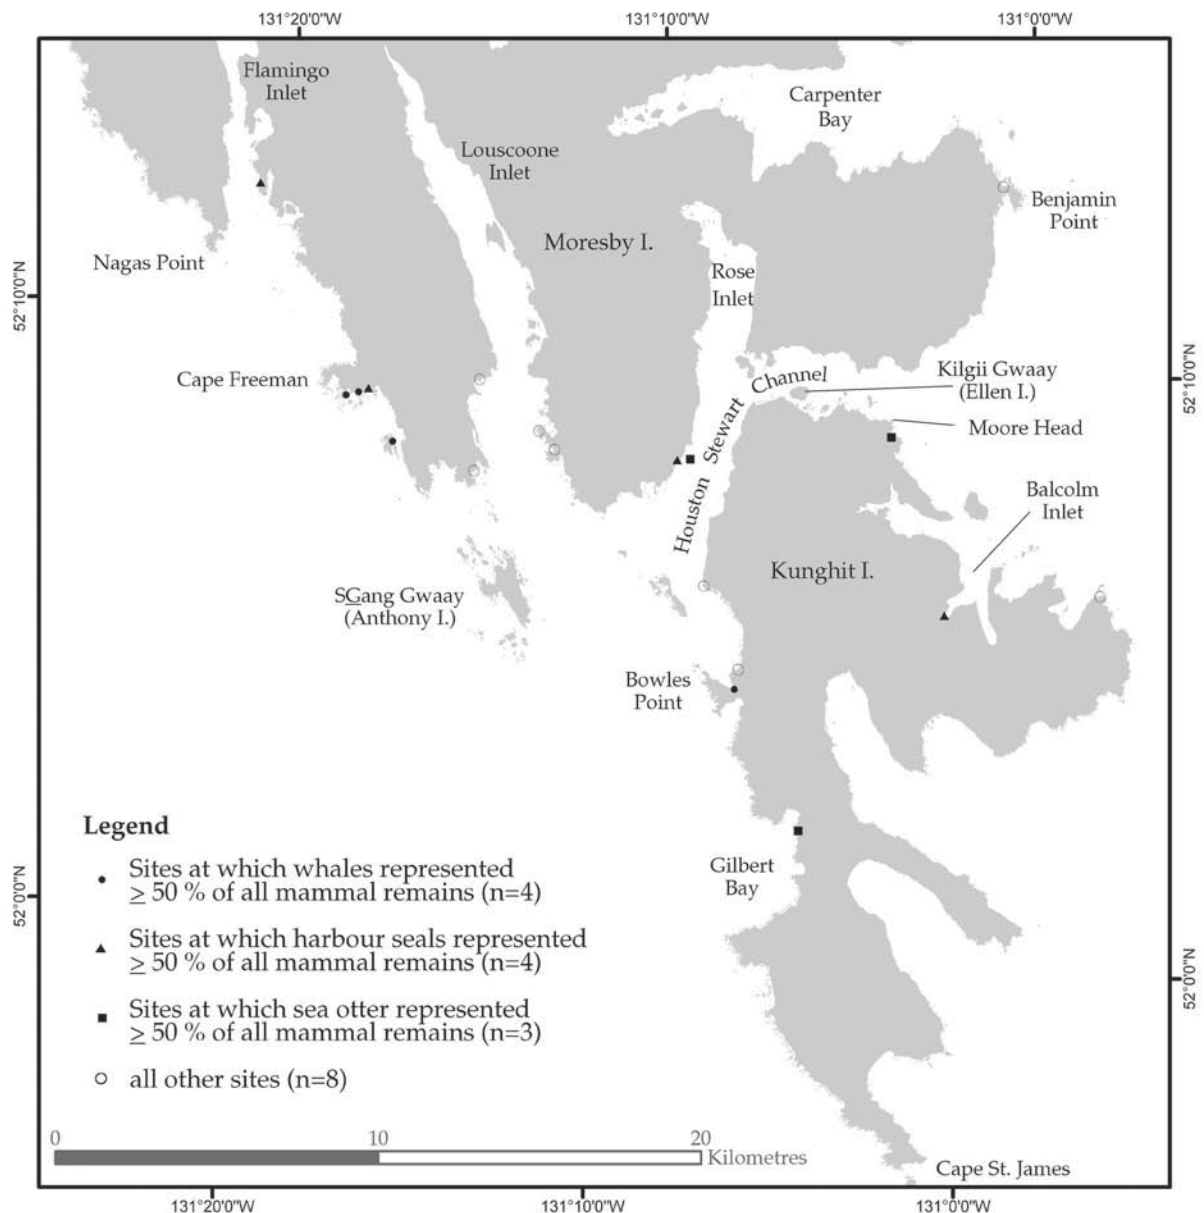 131°20'0"W
131°10'0"W
131°0'0"W
Flamingo
Inlet
Carpenter
Bay
Louscoone
Inlet
Benjamin
Point
Moresby I.
Nagas Point
Rose
Inlet
52°10'0"N
52°10'0"N
Cape Freeman
Kilgii Gwaay
(Ellen I.)
Houston Stewart Channel
Moore Head
Balcolm
Inlet
Kunghit I.
SGang Gwaay
(Anthony I.)
Bowles
Point
Gilbert
Bay
52°0'0"N
52°0'0"N
Legend
Sites at which whales represented
≥ 50 % of all mammal remains (n=4)
Sites at which harbour seals represented
≥ 50 % of all mammal remains (n=4)
Sites at which sea otter represented
≥ 50 % of all mammal remains (n=3)
all other sites (n=8)
0 10 20
Kilometres
Cape St. James
131°20'0"W
131°10'0"W
131°0'0"W